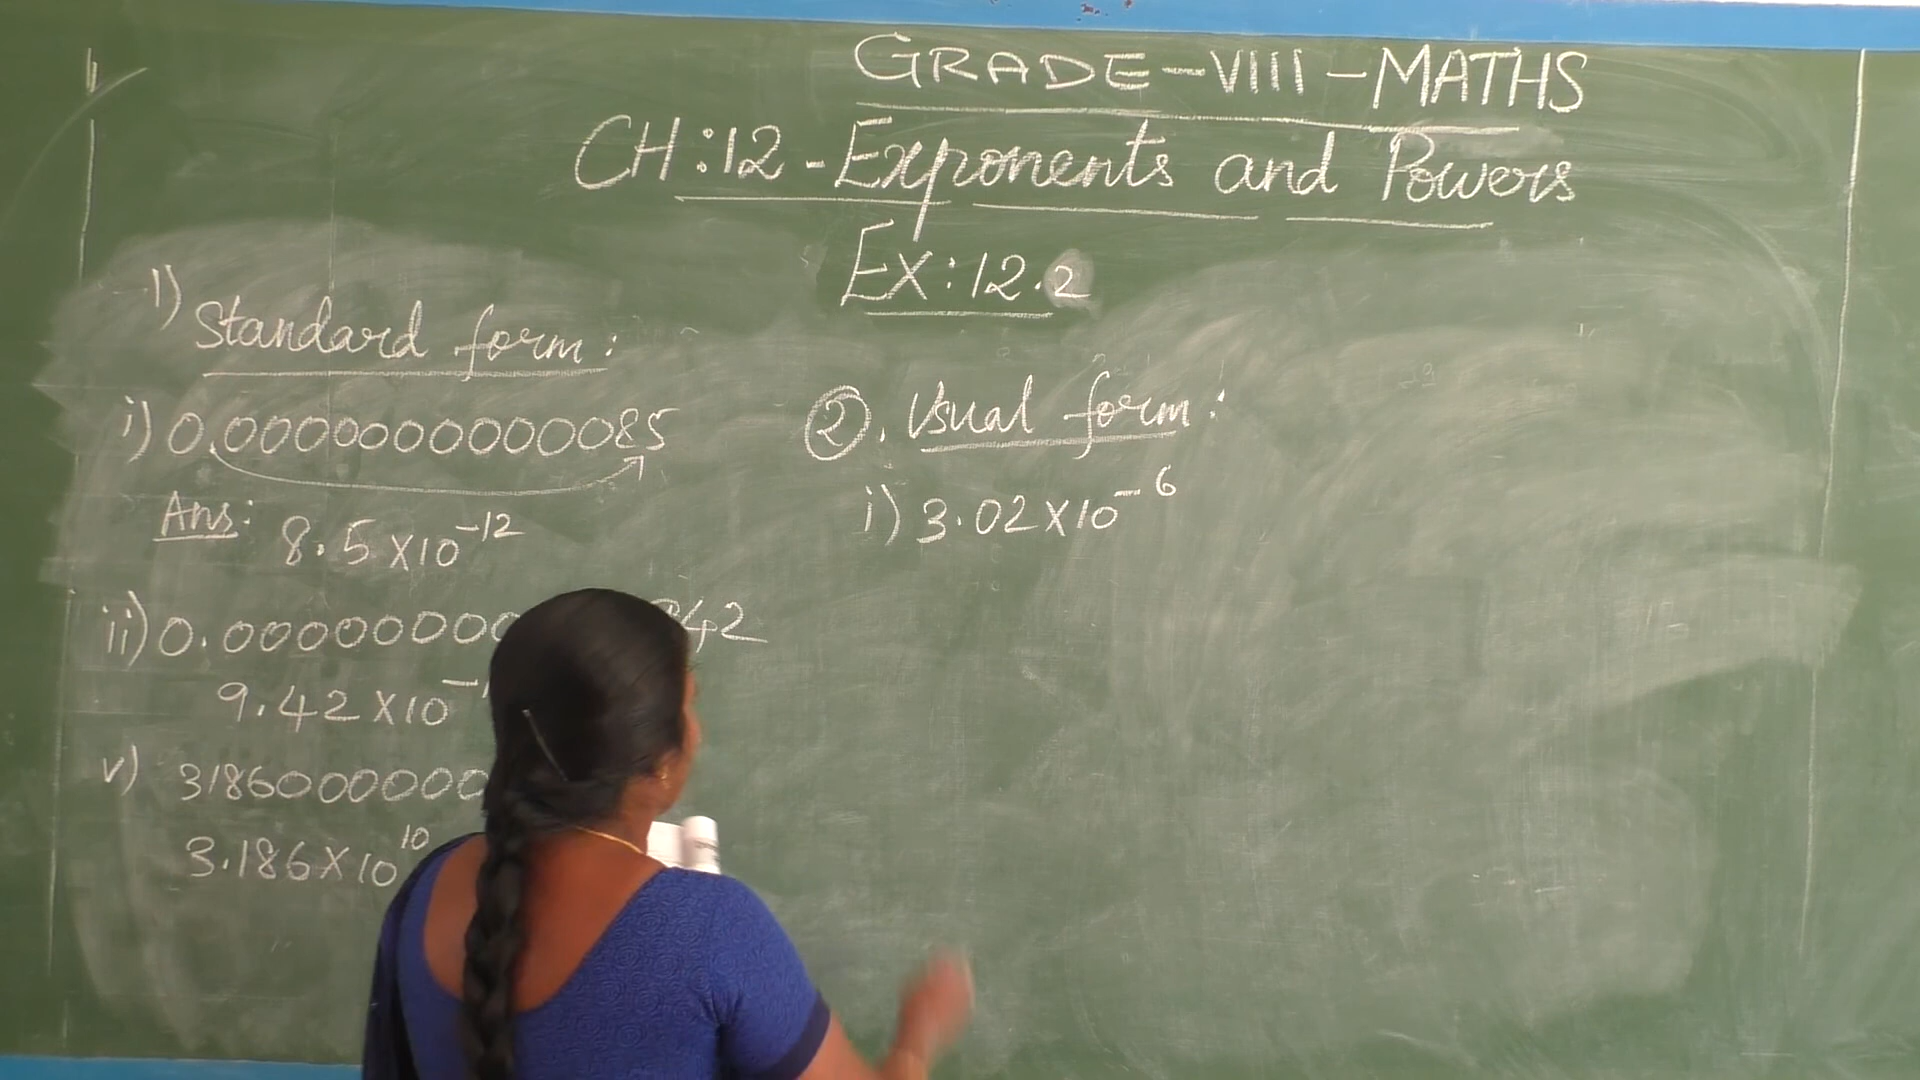 GRADE-VIII-MATHS
CH:12-Exponents and Powers
Ex:12.2
1) Standard form:
i) 0.00000000000085
Ans: 8.5×10⁻¹²
ii) 0.00000000 42
9.42×10⁻
v) 3186000000
3.186×10¹⁰
②. Usual form:
i) 3.02×10⁻⁶